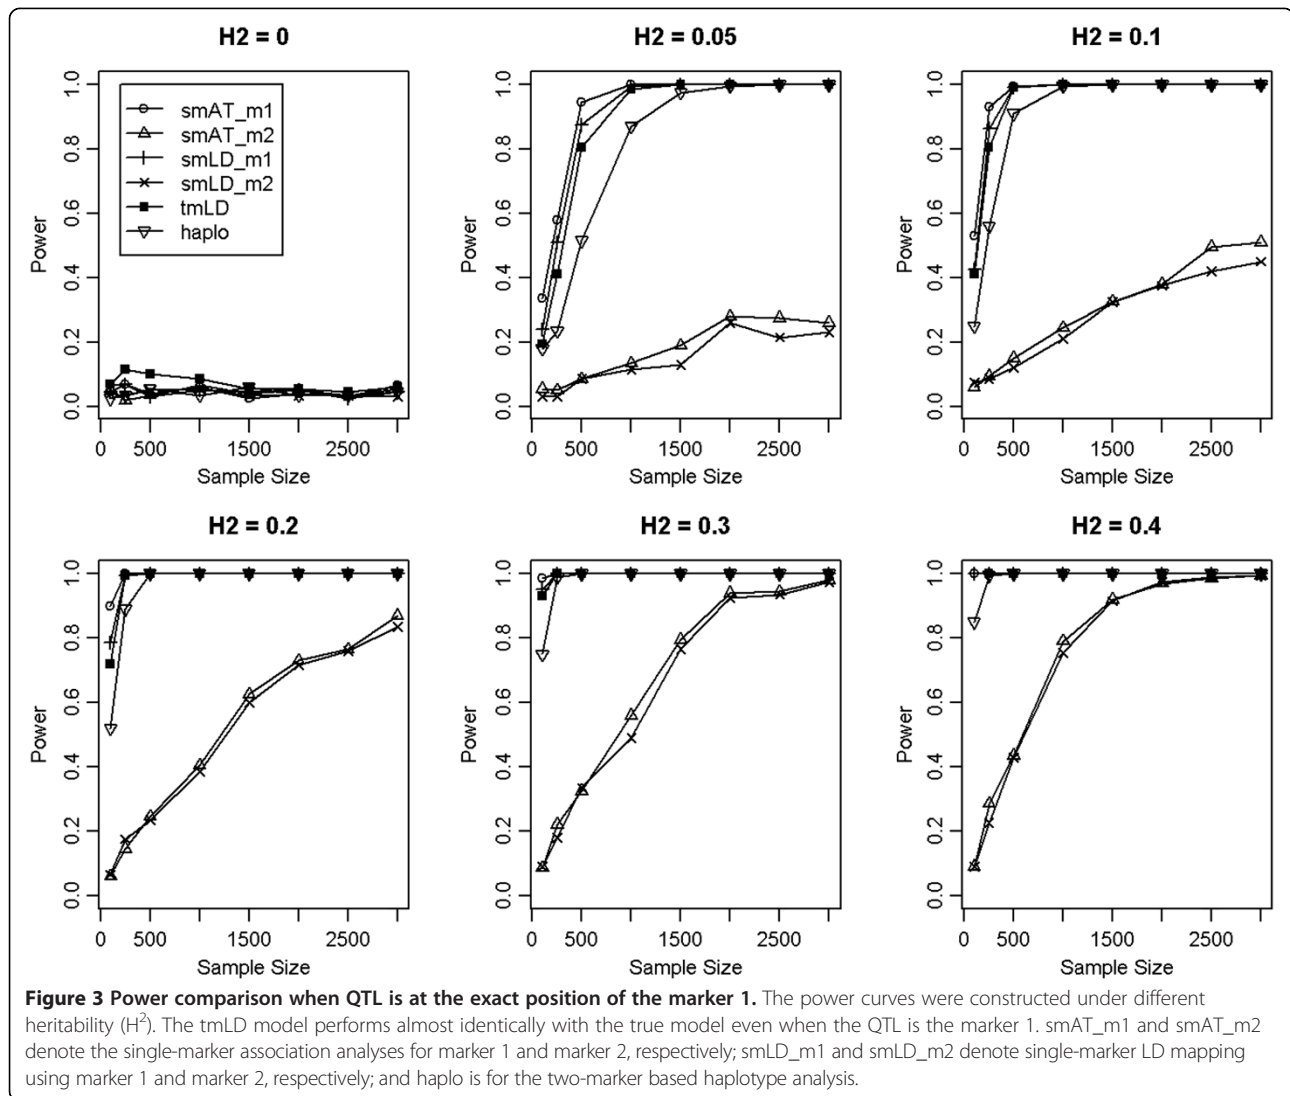 H2 = 0
H2 = 0.05
H2 = 0.1
Power
0.0 0.2 0.4 0.6 0.8 1.0
smAT_m1
smAT_m2
smLD_m1
smLD_m2
tmLD
haplo
0 500 1500 2500
Sample Size
Power
0.0 0.2 0.4 0.6 0.8 1.0
0 500 1500 2500
Sample Size
Power
0.0 0.2 0.4 0.6 0.8 1.0
0 500 1500 2500
Sample Size
H2 = 0.2
H2 = 0.3
H2 = 0.4
Power
0.0 0.2 0.4 0.6 0.8 1.0
0 500 1500 2500
Sample Size
Power
0.0 0.2 0.4 0.6 0.8 1.0
0 500 1500 2500
Sample Size
Power
0.0 0.2 0.4 0.6 0.8 1.0
0 500 1500 2500
Sample Size
Figure 3 Power comparison when QTL is at the exact position of the marker 1. The power curves were constructed under different
heritability (H²). The tmLD model performs almost identically with the true model even when the QTL is the marker 1. smAT_m1 and smAT_m2
denote the single-marker association analyses for marker 1 and marker 2, respectively; smLD_m1 and smLD_m2 denote single-marker LD mapping
using marker 1 and marker 2, respectively; and haplo is for the two-marker based haplotype analysis.